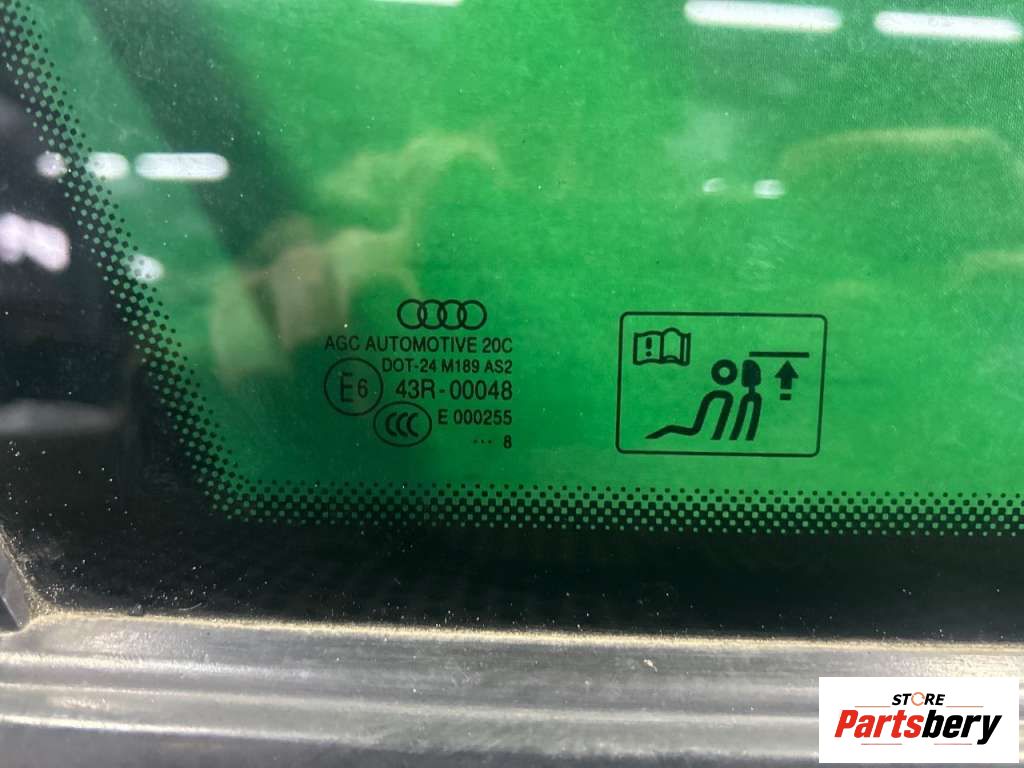 AGC AUTOMOTIVE 20C
DOT-24 M189 AS2
E6 43R-00048
CCC E 000255
... 8
STORE
Partsbery